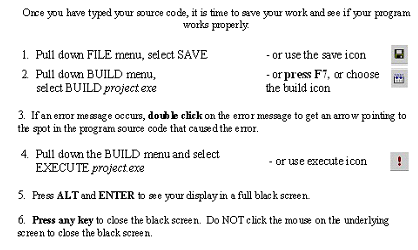 Once you have typed your source code, it is time to save your work and see if your program
works properly.
1. Pull down FILE menu, select SAVE - or use the save icon
2. Pull down BUILD menu, - or press F7, or choose
select BUILD project.exe the build icon
3. If an error message occurs, double click on the error message to get an arrow pointing to
the spot in the program source code that caused the error.
4. Pull down the BUILD menu and select - or use execute icon
EXECUTE project.exe
5. Press ALT and ENTER to see your display in a full black screen.
6. Press any key to close the black screen. Do NOT click the mouse on the underlying
screen to close the black screen.